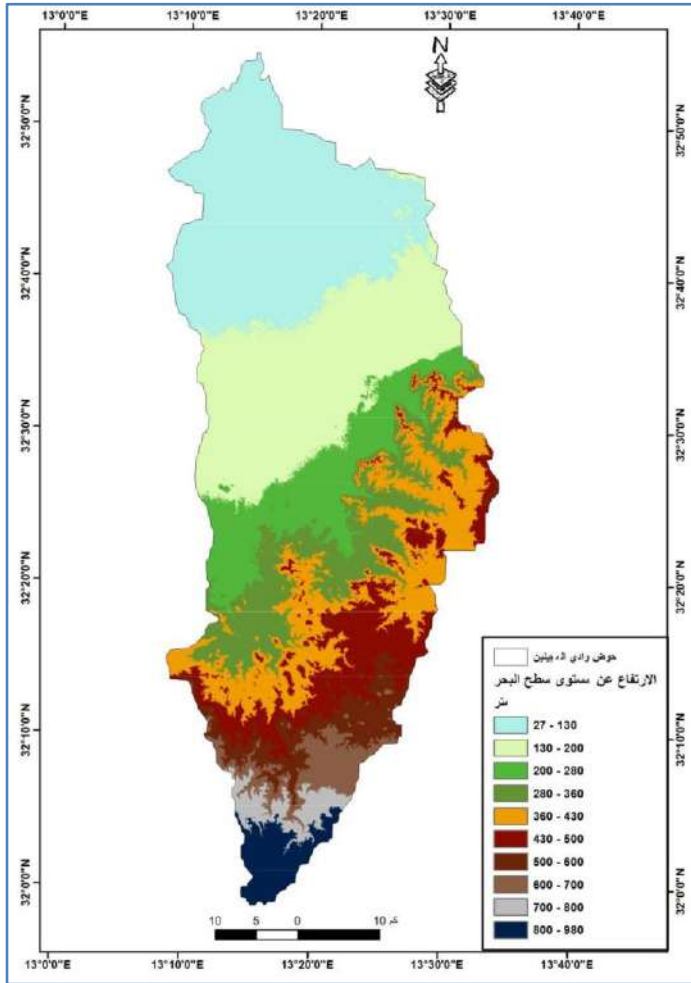 13°0'0"E 13°10'0"E 13°20'0"E 13°30'0"E 13°40'0"E
N
32°50'0"N 32°50'0"N
32°40'0"N 32°40'0"N
32°30'0"N 32°30'0"N
32°20'0"N 32°20'0"N
حوض وادي المجينين
الارتفاع عن مستوى سطح البحر
متر
27 - 130
32°10'0"N 32°10'0"N
130 - 200
200 - 280
280 - 360
360 - 430
430 - 500
500 - 600
600 - 700
700 - 800
800 - 980
32°0'0"N 32°0'0"N
10 5 0 10 كم
13°0'0"E 13°10'0"E 13°20'0"E 13°30'0"E 13°40'0"E